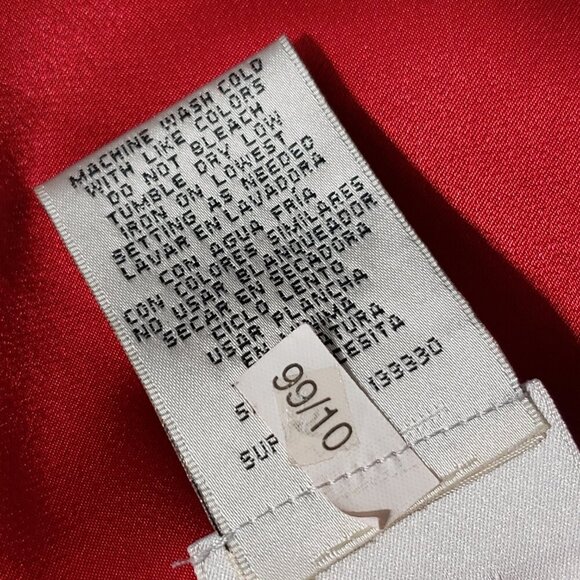 MACHINE WASH COLD
WITH LIKE COLORS
DO NOT BLEACH
TUMBLE DRY LOW
IRON ON LOWEST
SETTING AS NEEDED
LAVAR EN LAVADORA
CON AGUA FRIA
CON COLORES SIMILARES
NO USAR BLANQUEADOR
SECAR EN SECADORA
CICLO LENTO
USAR PLANCHA
133330
SUP
99/10